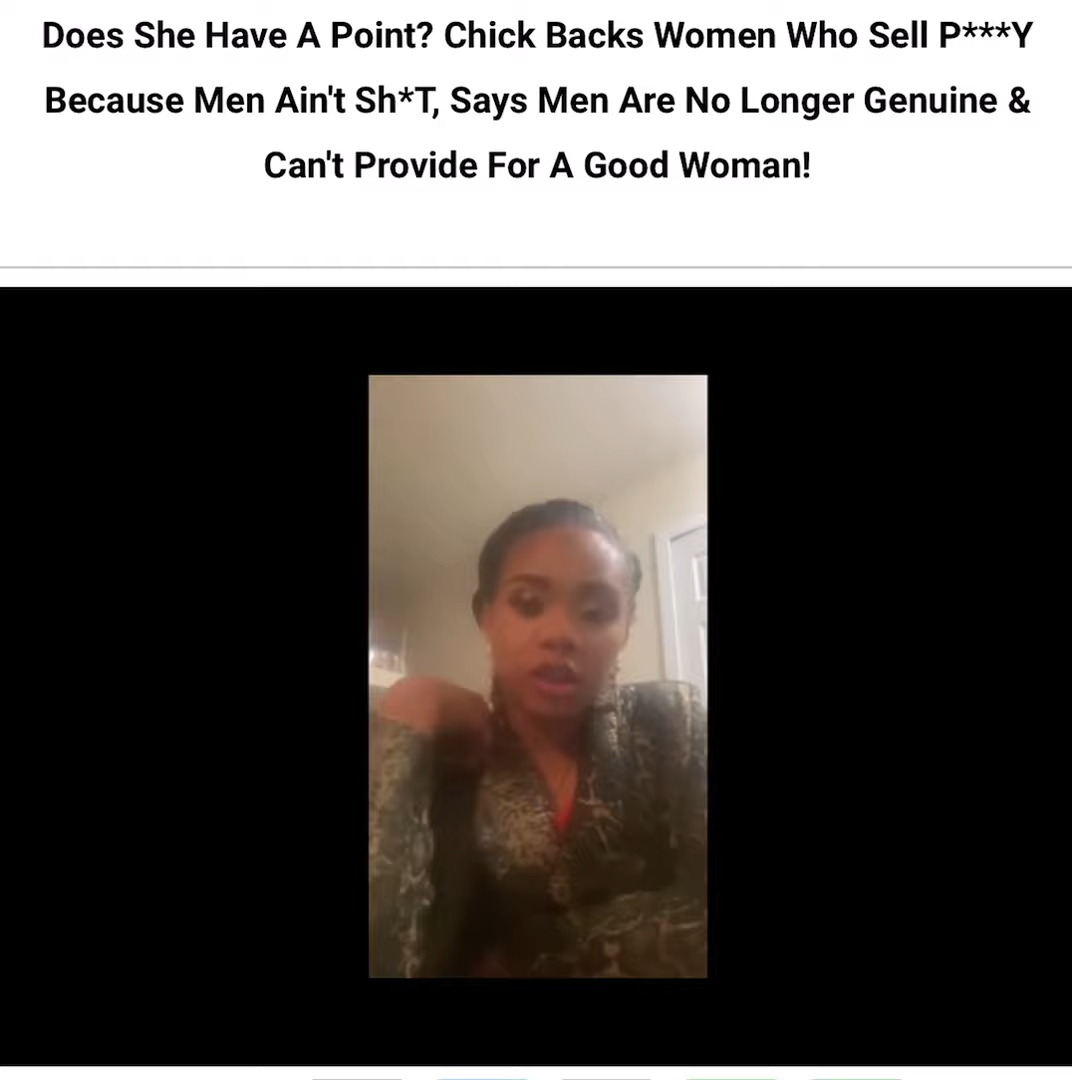 Does She Have A Point? Chick Backs Women Who Sell P***Y
Because Men Ain't Sh*T, Says Men Are No Longer Genuine &
Can't Provide For A Good Woman!